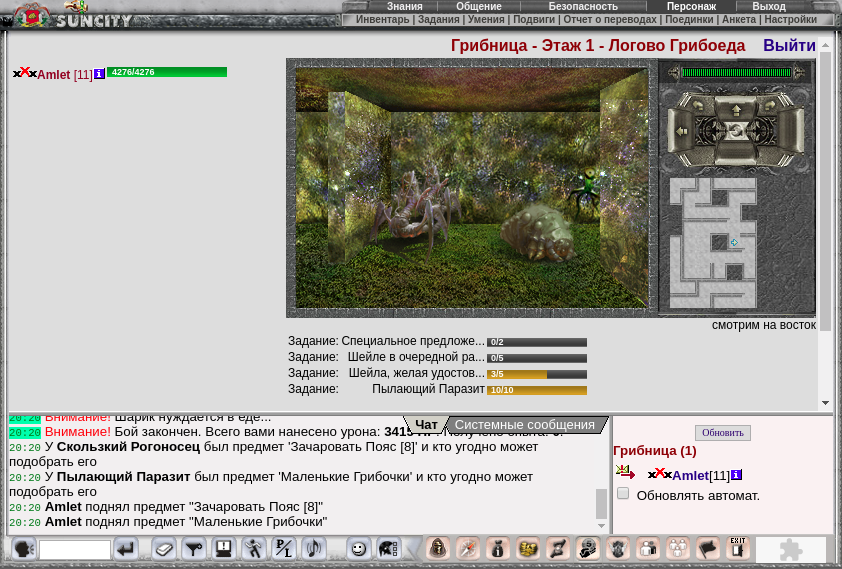 SUNCITY
Знания Общение Безопасность Персонаж Выход
Инвентарь | Задания | Умения | Подвиги | Отчет о переводах | Поединки | Анкета | Настройки
Грибница - Этаж 1 - Логово Грибоеда Выйти
Amlet [11] 4276/4276
смотрим на восток
Задание: Специальное предложе... 0/2
Задание: Шейле в очередной ра... 0/5
Задание: Шейла, желая удостов... 3/5
Задание: Пылающий Паразит 10/10
20:20 Внимание! Шарик нуждается в еде...
Чат Системные сообщения
20:20 Внимание! Бой закончен. Всего вами нанесено урона: 3415
20:20 У Скользкий Рогоносец был предмет 'Зачаровать Пояс [8]' и кто угодно может
подобрать его
20:20 У Пылающий Паразит был предмет 'Маленькие Грибочки' и кто угодно может
подобрать его
20:20 Amlet поднял предмет "Зачаровать Пояс [8]"
20:20 Amlet поднял предмет "Маленькие Грибочки"
Обновить
Грибница (1)
Amlet[11]
Обновлять автомат.
P/L
EXIT